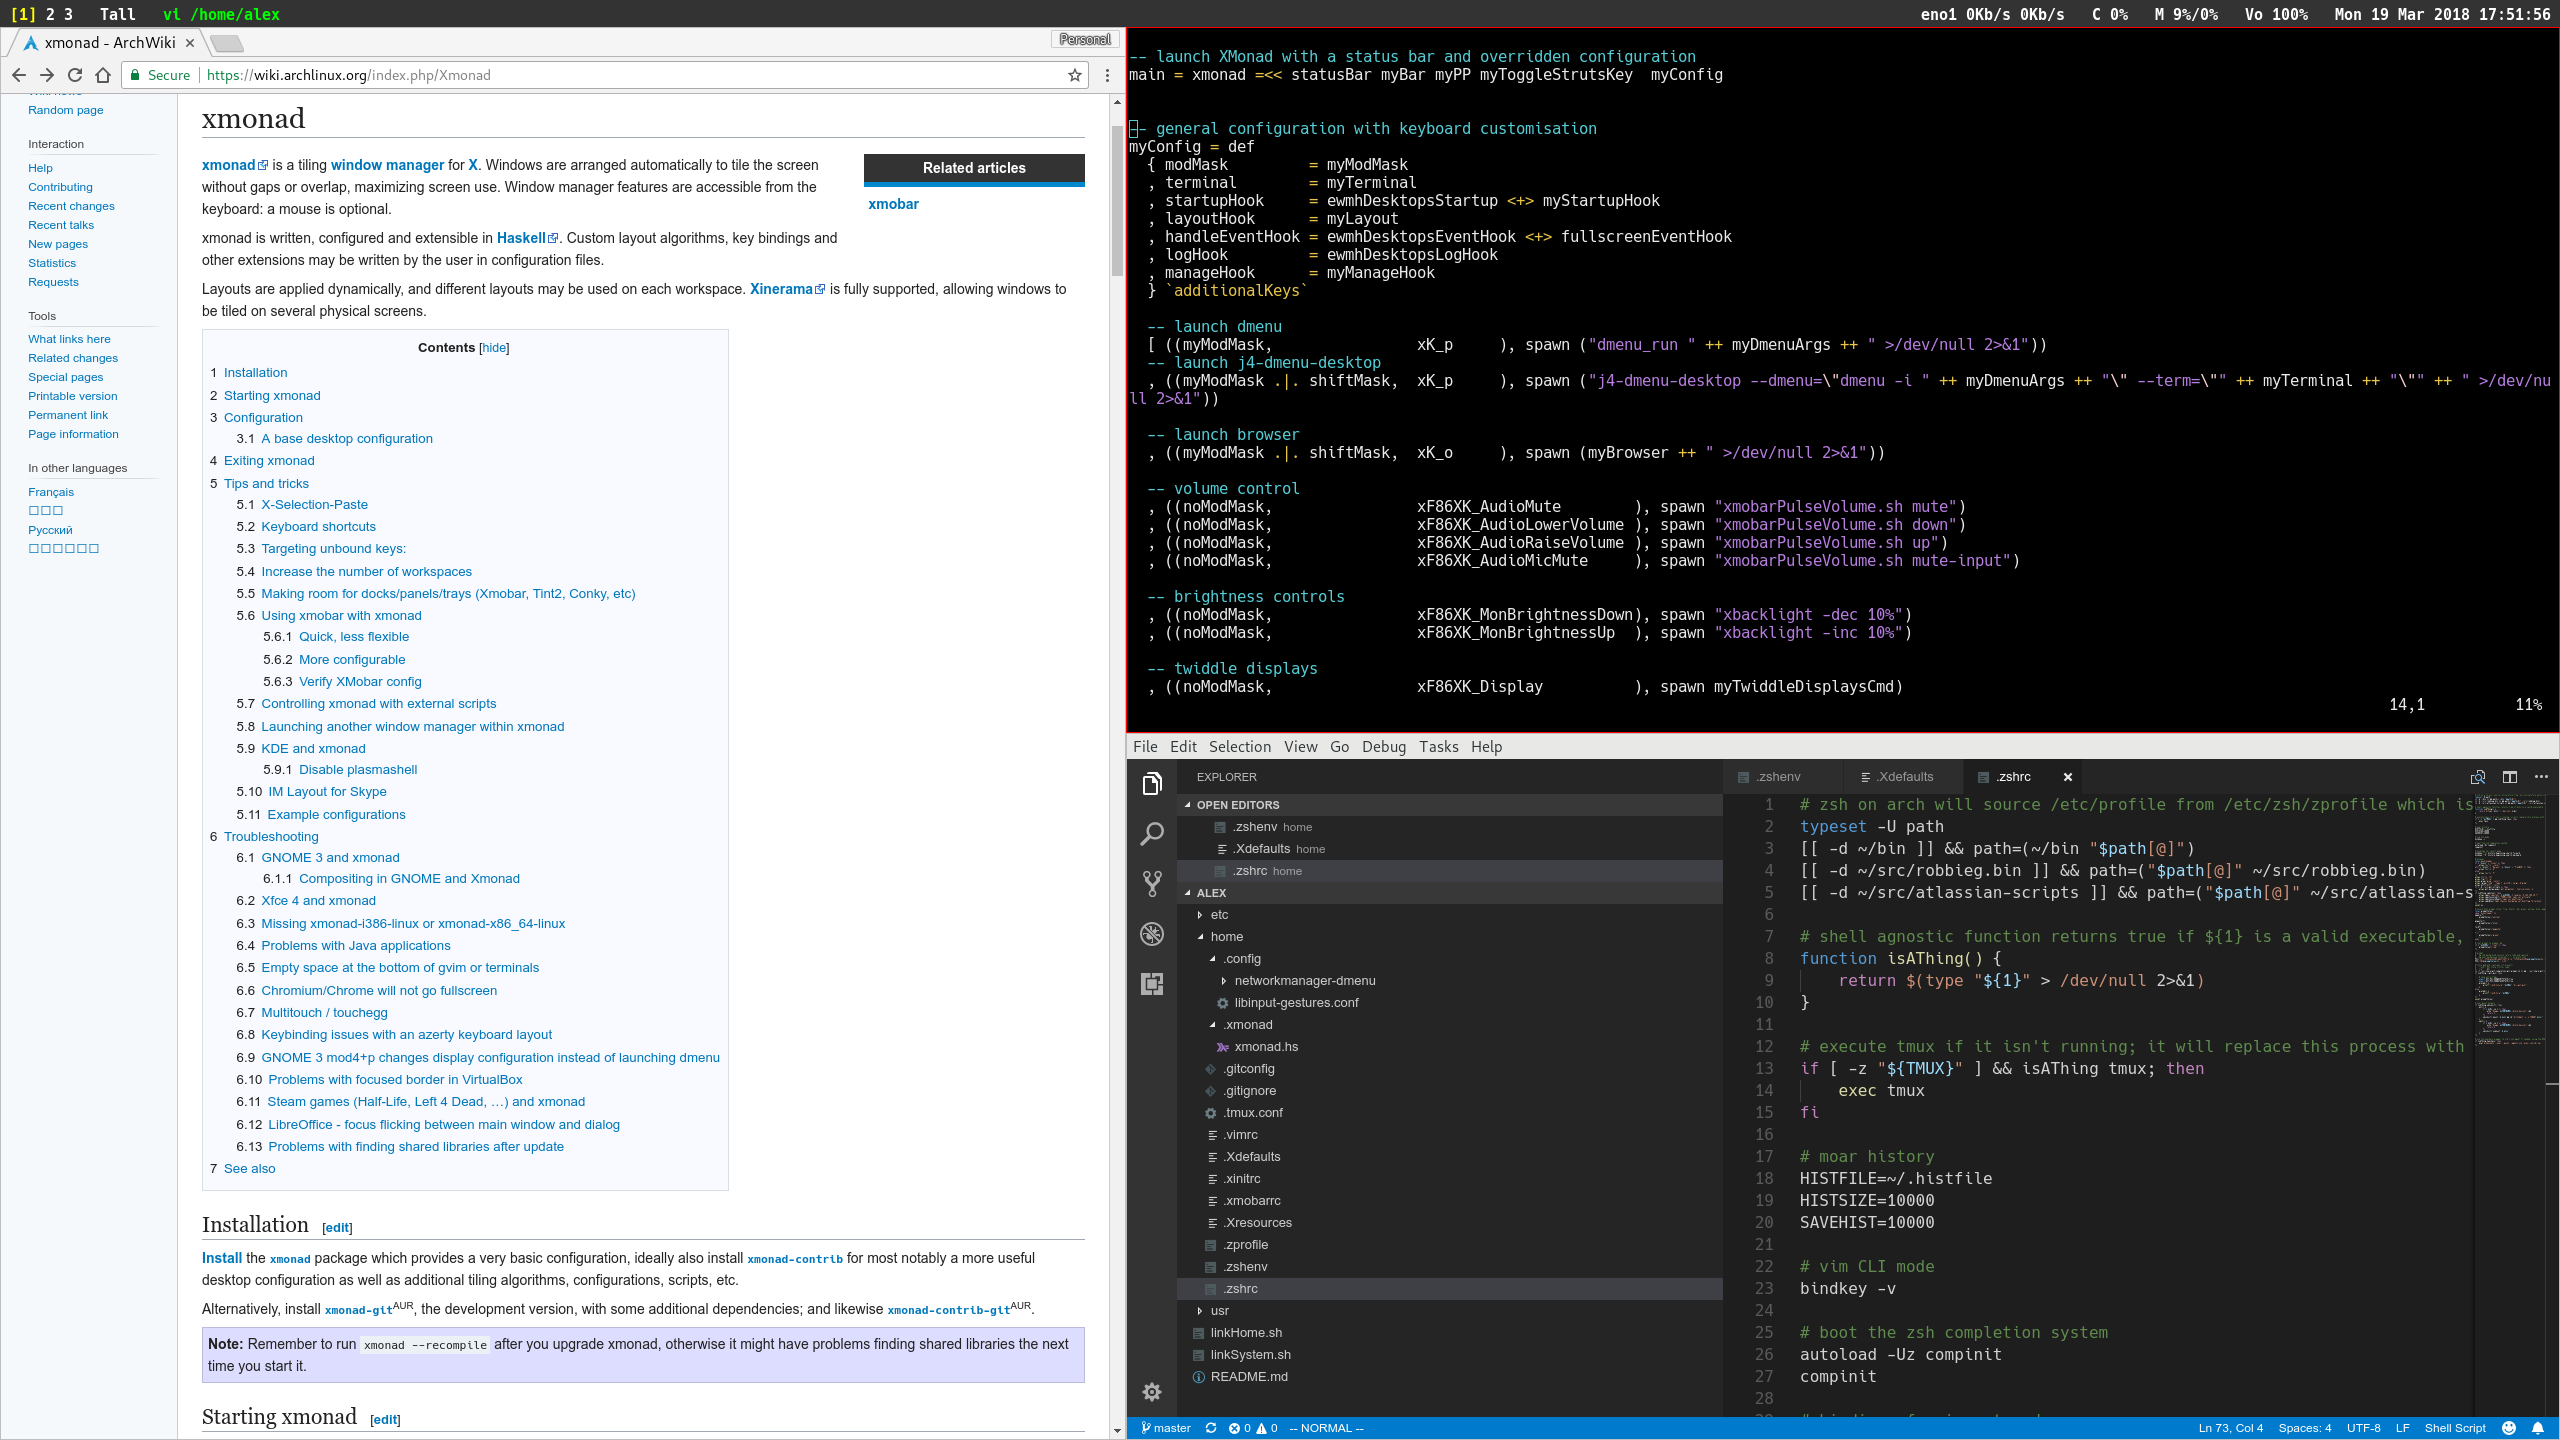 [1] 2 3 Tall vi /home/alex eno1 0Kb/s 0Kb/s C 0% M 9%/0% Vo 100% Mon 19 Mar 2018 17:51:56
xmonad - ArchWiki
Personal
Secure https://wiki.archlinux.org/index.php/Xmonad
Random page
Interaction
Help
Contributing
Recent changes
Recent talks
New pages
Statistics
Requests
Tools
What links here
Related changes
Special pages
Printable version
Permanent link
Page information
In other languages
Français
Русский
xmonad
xmonad is a tiling window manager for X. Windows are arranged automatically to tile the screen
without gaps or overlap, maximizing screen use. Window manager features are accessible from the
keyboard: a mouse is optional.
Related articles
xmobar
xmonad is written, configured and extensible in Haskell. Custom layout algorithms, key bindings and
other extensions may be written by the user in configuration files.
Layouts are applied dynamically, and different layouts may be used on each workspace. Xinerama is fully supported, allowing windows to
be tiled on several physical screens.
Contents [hide]
1 Installation
2 Starting xmonad
3 Configuration
3.1 A base desktop configuration
4 Exiting xmonad
5 Tips and tricks
5.1 X-Selection-Paste
5.2 Keyboard shortcuts
5.3 Targeting unbound keys:
5.4 Increase the number of workspaces
5.5 Making room for docks/panels/trays (Xmobar, Tint2, Conky, etc)
5.6 Using xmobar with xmonad
5.6.1 Quick, less flexible
5.6.2 More configurable
5.6.3 Verify XMobar config
5.7 Controlling xmonad with external scripts
5.8 Launching another window manager within xmonad
5.9 KDE and xmonad
5.9.1 Disable plasmashell
5.10 IM Layout for Skype
5.11 Example configurations
6 Troubleshooting
6.1 GNOME 3 and xmonad
6.1.1 Compositing in GNOME and Xmonad
6.2 Xfce 4 and xmonad
6.3 Missing xmonad-i386-linux or xmonad-x86_64-linux
6.4 Problems with Java applications
6.5 Empty space at the bottom of gvim or terminals
6.6 Chromium/Chrome will not go fullscreen
6.7 Multitouch / touchegg
6.8 Keybinding issues with an azerty keyboard layout
6.9 GNOME 3 mod4+p changes display configuration instead of launching dmenu
6.10 Problems with focused border in VirtualBox
6.11 Steam games (Half-Life, Left 4 Dead, …) and xmonad
6.12 LibreOffice - focus flicking between main window and dialog
6.13 Problems with finding shared libraries after update
7 See also
Installation [edit]
Install the xmonad package which provides a very basic configuration, ideally also install xmonad-contrib for most notably a more useful
desktop configuration as well as additional tiling algorithms, configurations, scripts, etc.
Alternatively, install xmonad-gitAUR, the development version, with some additional dependencies; and likewise xmonad-contrib-gitAUR.
Note: Remember to run xmonad --recompile after you upgrade xmonad, otherwise it might have problems finding shared libraries the next
time you start it.
Starting xmonad [edit]
-- launch XMonad with a status bar and overridden configuration
main = xmonad =<< statusBar myBar myPP myToggleStrutsKey  myConfig
-- general configuration with keyboard customisation
myConfig = def
{ modMask = myModMask
, terminal = myTerminal
, startupHook = ewmhDesktopsStartup <+> myStartupHook
, layoutHook = myLayout
, handleEventHook = ewmhDesktopsEventHook <+> fullscreenEventHook
, logHook = ewmhDesktopsLogHook
, manageHook = myManageHook
} `additionalKeys`
-- launch dmenu
[ ((myModMask, xK_p ), spawn ("dmenu_run " ++ myDmenuArgs ++ " >/dev/null 2>&1"))
-- launch j4-dmenu-desktop
, ((myModMask .|. shiftMask, xK_p ), spawn ("j4-dmenu-desktop --dmenu=\"dmenu -i " ++ myDmenuArgs ++ "\" --term=\"" ++ myTerminal ++ "\"" ++ " >/dev/nu
ll 2>&1"))
-- launch browser
, ((myModMask .|. shiftMask, xK_o ), spawn (myBrowser ++ " >/dev/null 2>&1"))
-- volume control
, ((noModMask, xF86XK_AudioMute ), spawn "xmobarPulseVolume.sh mute")
, ((noModMask, xF86XK_AudioLowerVolume ), spawn "xmobarPulseVolume.sh down")
, ((noModMask, xF86XK_AudioRaiseVolume ), spawn "xmobarPulseVolume.sh up")
, ((noModMask, xF86XK_AudioMicMute ), spawn "xmobarPulseVolume.sh mute-input")
-- brightness controls
, ((noModMask, xF86XK_MonBrightnessDown), spawn "xbacklight -dec 10%")
, ((noModMask, xF86XK_MonBrightnessUp ), spawn "xbacklight -inc 10%")
-- twiddle displays
, ((noModMask, xF86XK_Display ), spawn myTwiddleDisplaysCmd)
14,1 11%
File Edit Selection View Go Debug Tasks Help
EXPLORER
OPEN EDITORS
.zshenv home
.Xdefaults home
.zshrc home
ALEX
etc
home
.config
networkmanager-dmenu
libinput-gestures.conf
.xmonad
xmonad.hs
.gitconfig
.gitignore
.tmux.conf
.vimrc
.Xdefaults
.xinitrc
.xmobarrc
.Xresources
.zprofile
.zshenv
.zshrc
usr
linkHome.sh
linkSystem.sh
README.md
.zshenv .Xdefaults .zshrc
1 # zsh on arch will source /etc/profile from /etc/zsh/zprofile which is
2 typeset -U path
3 [[ -d ~/bin ]] && path=(~/bin "$path[@]")
4 [[ -d ~/src/robbieg.bin ]] && path=("$path[@]" ~/src/robbieg.bin)
5 [[ -d ~/src/atlassian-scripts ]] && path=("$path[@]" ~/src/atlassian-s
6
7 # shell agnostic function returns true if ${1} is a valid executable,
8 function isAThing() {
9 return $(type "${1}" > /dev/null 2>&1)
10 }
11
12 # execute tmux if it isn't running; it will replace this process with
13 if [ -z "${TMUX}" ] && isAThing tmux; then
14 exec tmux
15 fi
16
17 # moar history
18 HISTFILE=~/.histfile
19 HISTSIZE=10000
20 SAVEHIST=10000
21
22 # vim CLI mode
23 bindkey -v
24
25 # boot the zsh completion system
26 autoload -Uz compinit
27 compinit
28
master 0 0 -- NORMAL -- Ln 73, Col 4 Spaces: 4 UTF-8 LF Shell Script